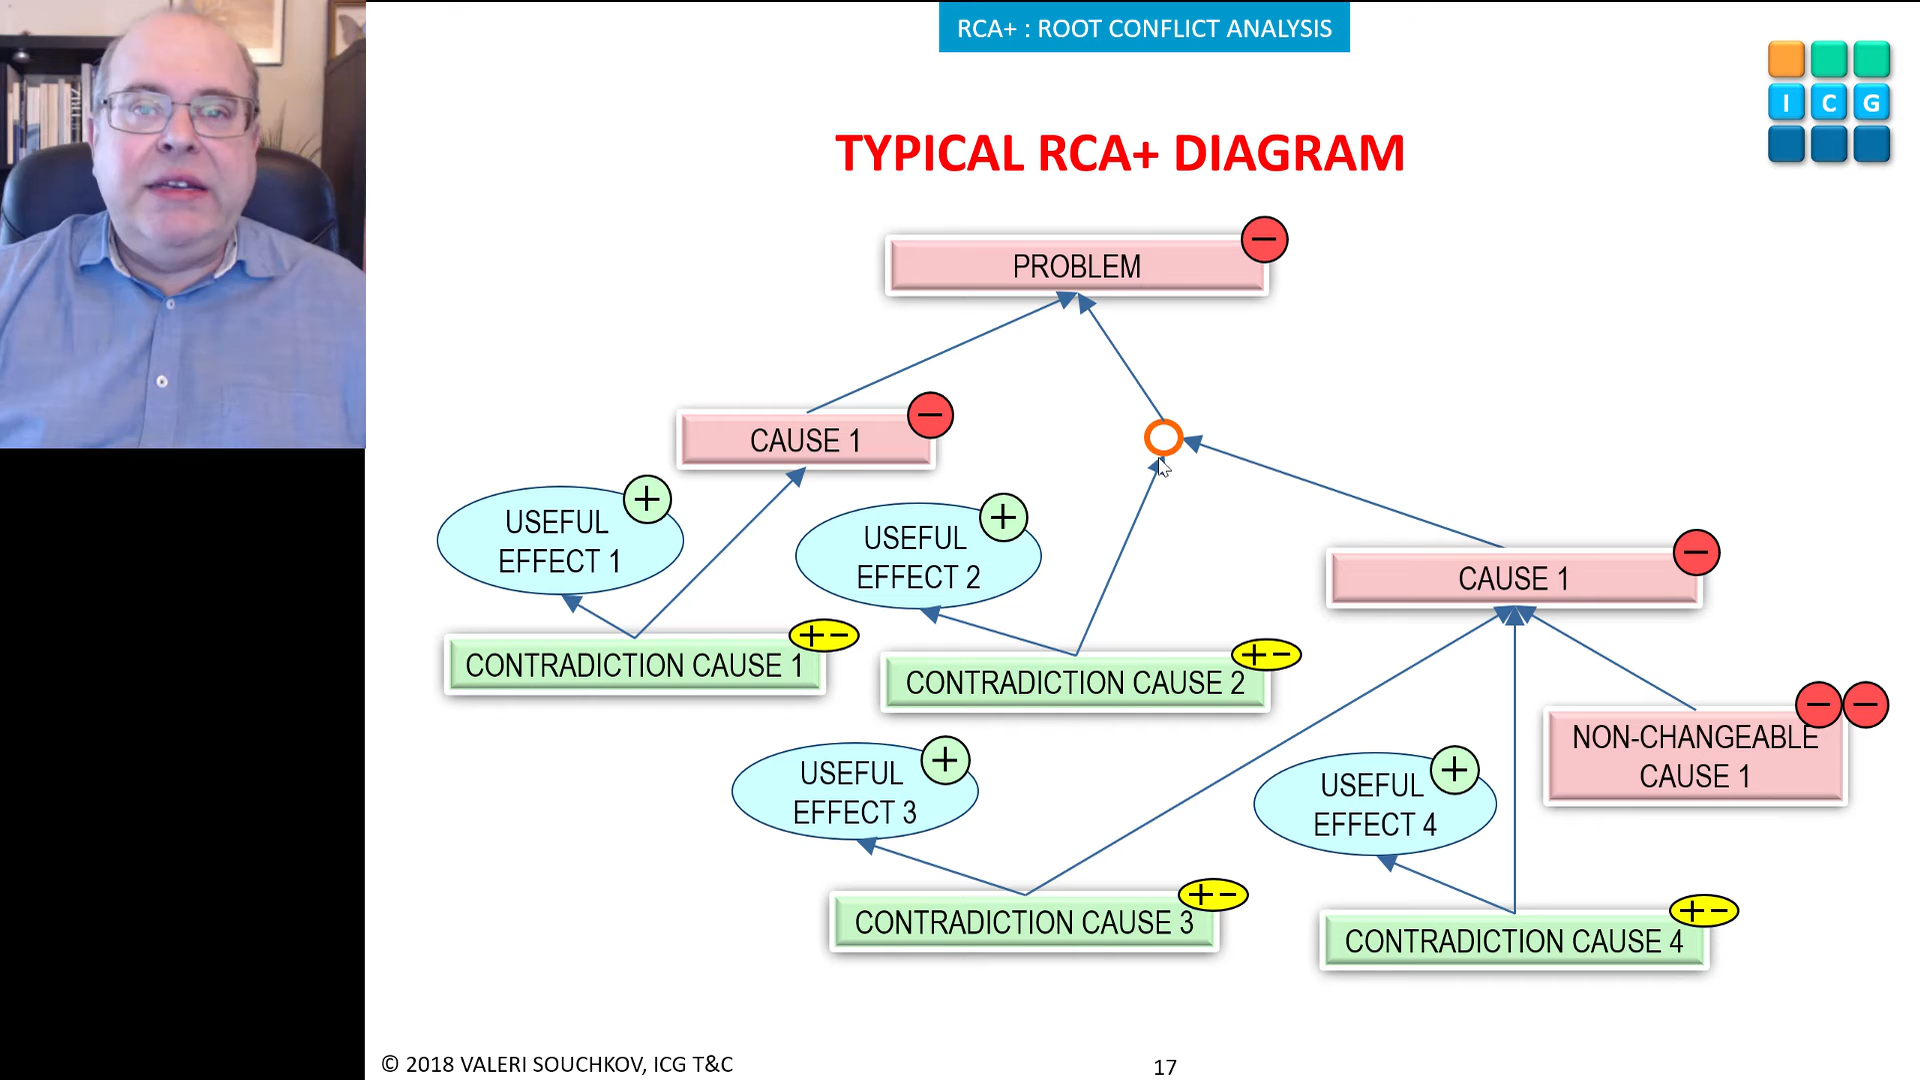 RCA+ : ROOT CONFLICT ANALYSIS
I C G
TYPICAL RCA+ DIAGRAM
PROBLEM
−
CAUSE 1
−
USEFUL
EFFECT 1
+
USEFUL
EFFECT 2
+
CAUSE 1
−
CONTRADICTION CAUSE 1
+ −
CONTRADICTION CAUSE 2
+ −
NON-CHANGEABLE
CAUSE 1
− −
USEFUL
EFFECT 3
+
USEFUL
EFFECT 4
+
CONTRADICTION CAUSE 3
+ −
CONTRADICTION CAUSE 4
+ −
© 2018 VALERI SOUCHKOV, ICG T&C
17